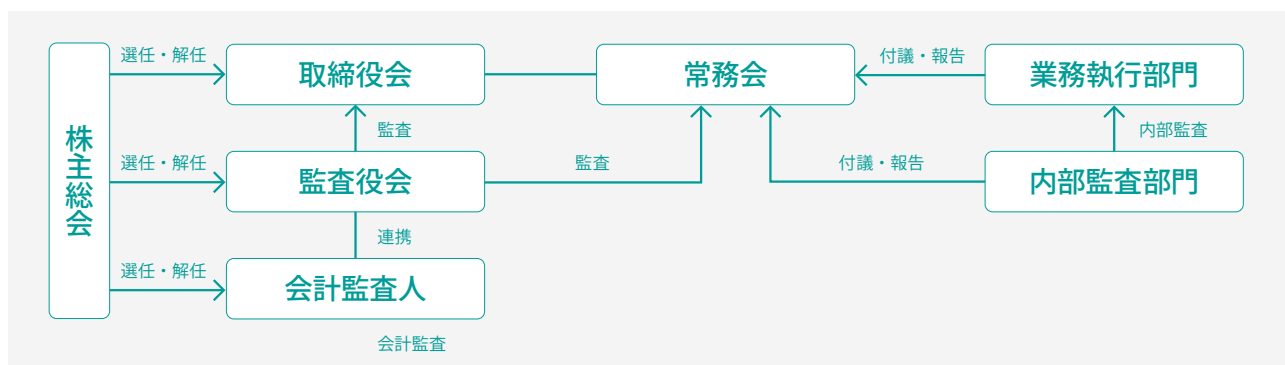 株主総会
選任・解任
取締役会
常務会
付議・報告
業務執行部門
監査
内部監査
選任・解任
監査役会
監査
付議・報告
内部監査部門
連携
選任・解任
会計監査人
会計監査